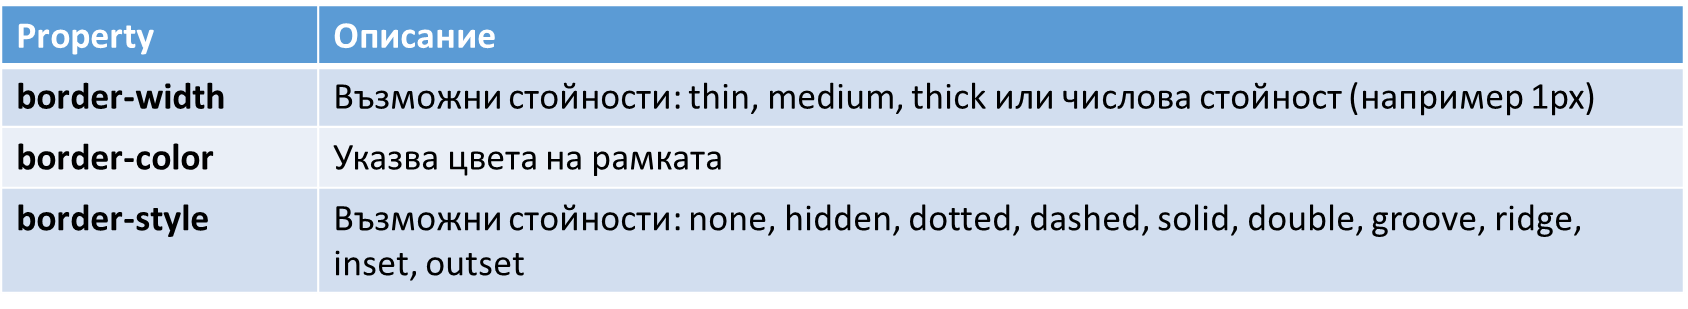 Property Описание
border-width Възможни стойности: thin, medium, thick или числова стойност (например 1px)
border-color Указва цвета на рамката
border-style Възможни стойности: none, hidden, dotted, dashed, solid, double, groove, ridge,
inset, outset